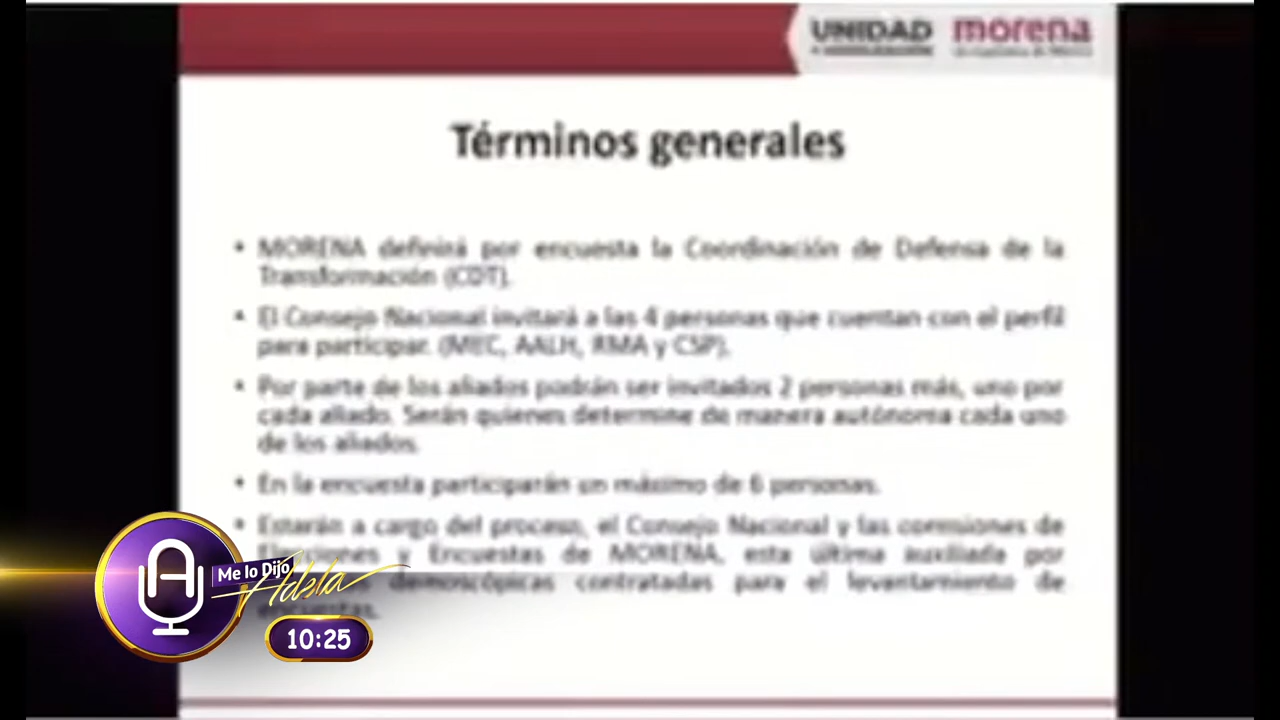 UNIDAD morena
Términos generales
• MORENA definirá por encuesta la Coordinación de Defensa de la
Transformación (CDT).
• El Consejo Nacional invitará a las 4 personas que cuentan con el perfil
para participar. (MEC, AALH, RMA y CSP).
• Por parte de los aliados podrán ser invitados 2 personas más, uno por
cada aliado. Serán quienes determine de manera autónoma cada uno
de los aliados.
• En la encuesta participarán un máximo de 6 personas.
• Estarán a cargo del proceso, el Consejo Nacional y las comisiones de
Elecciones y Encuestas de MORENA, esta última auxiliada por
demoscópicas contratadas para el levantamiento de
encuestas.
Me lo Dijo
Adela
10:25